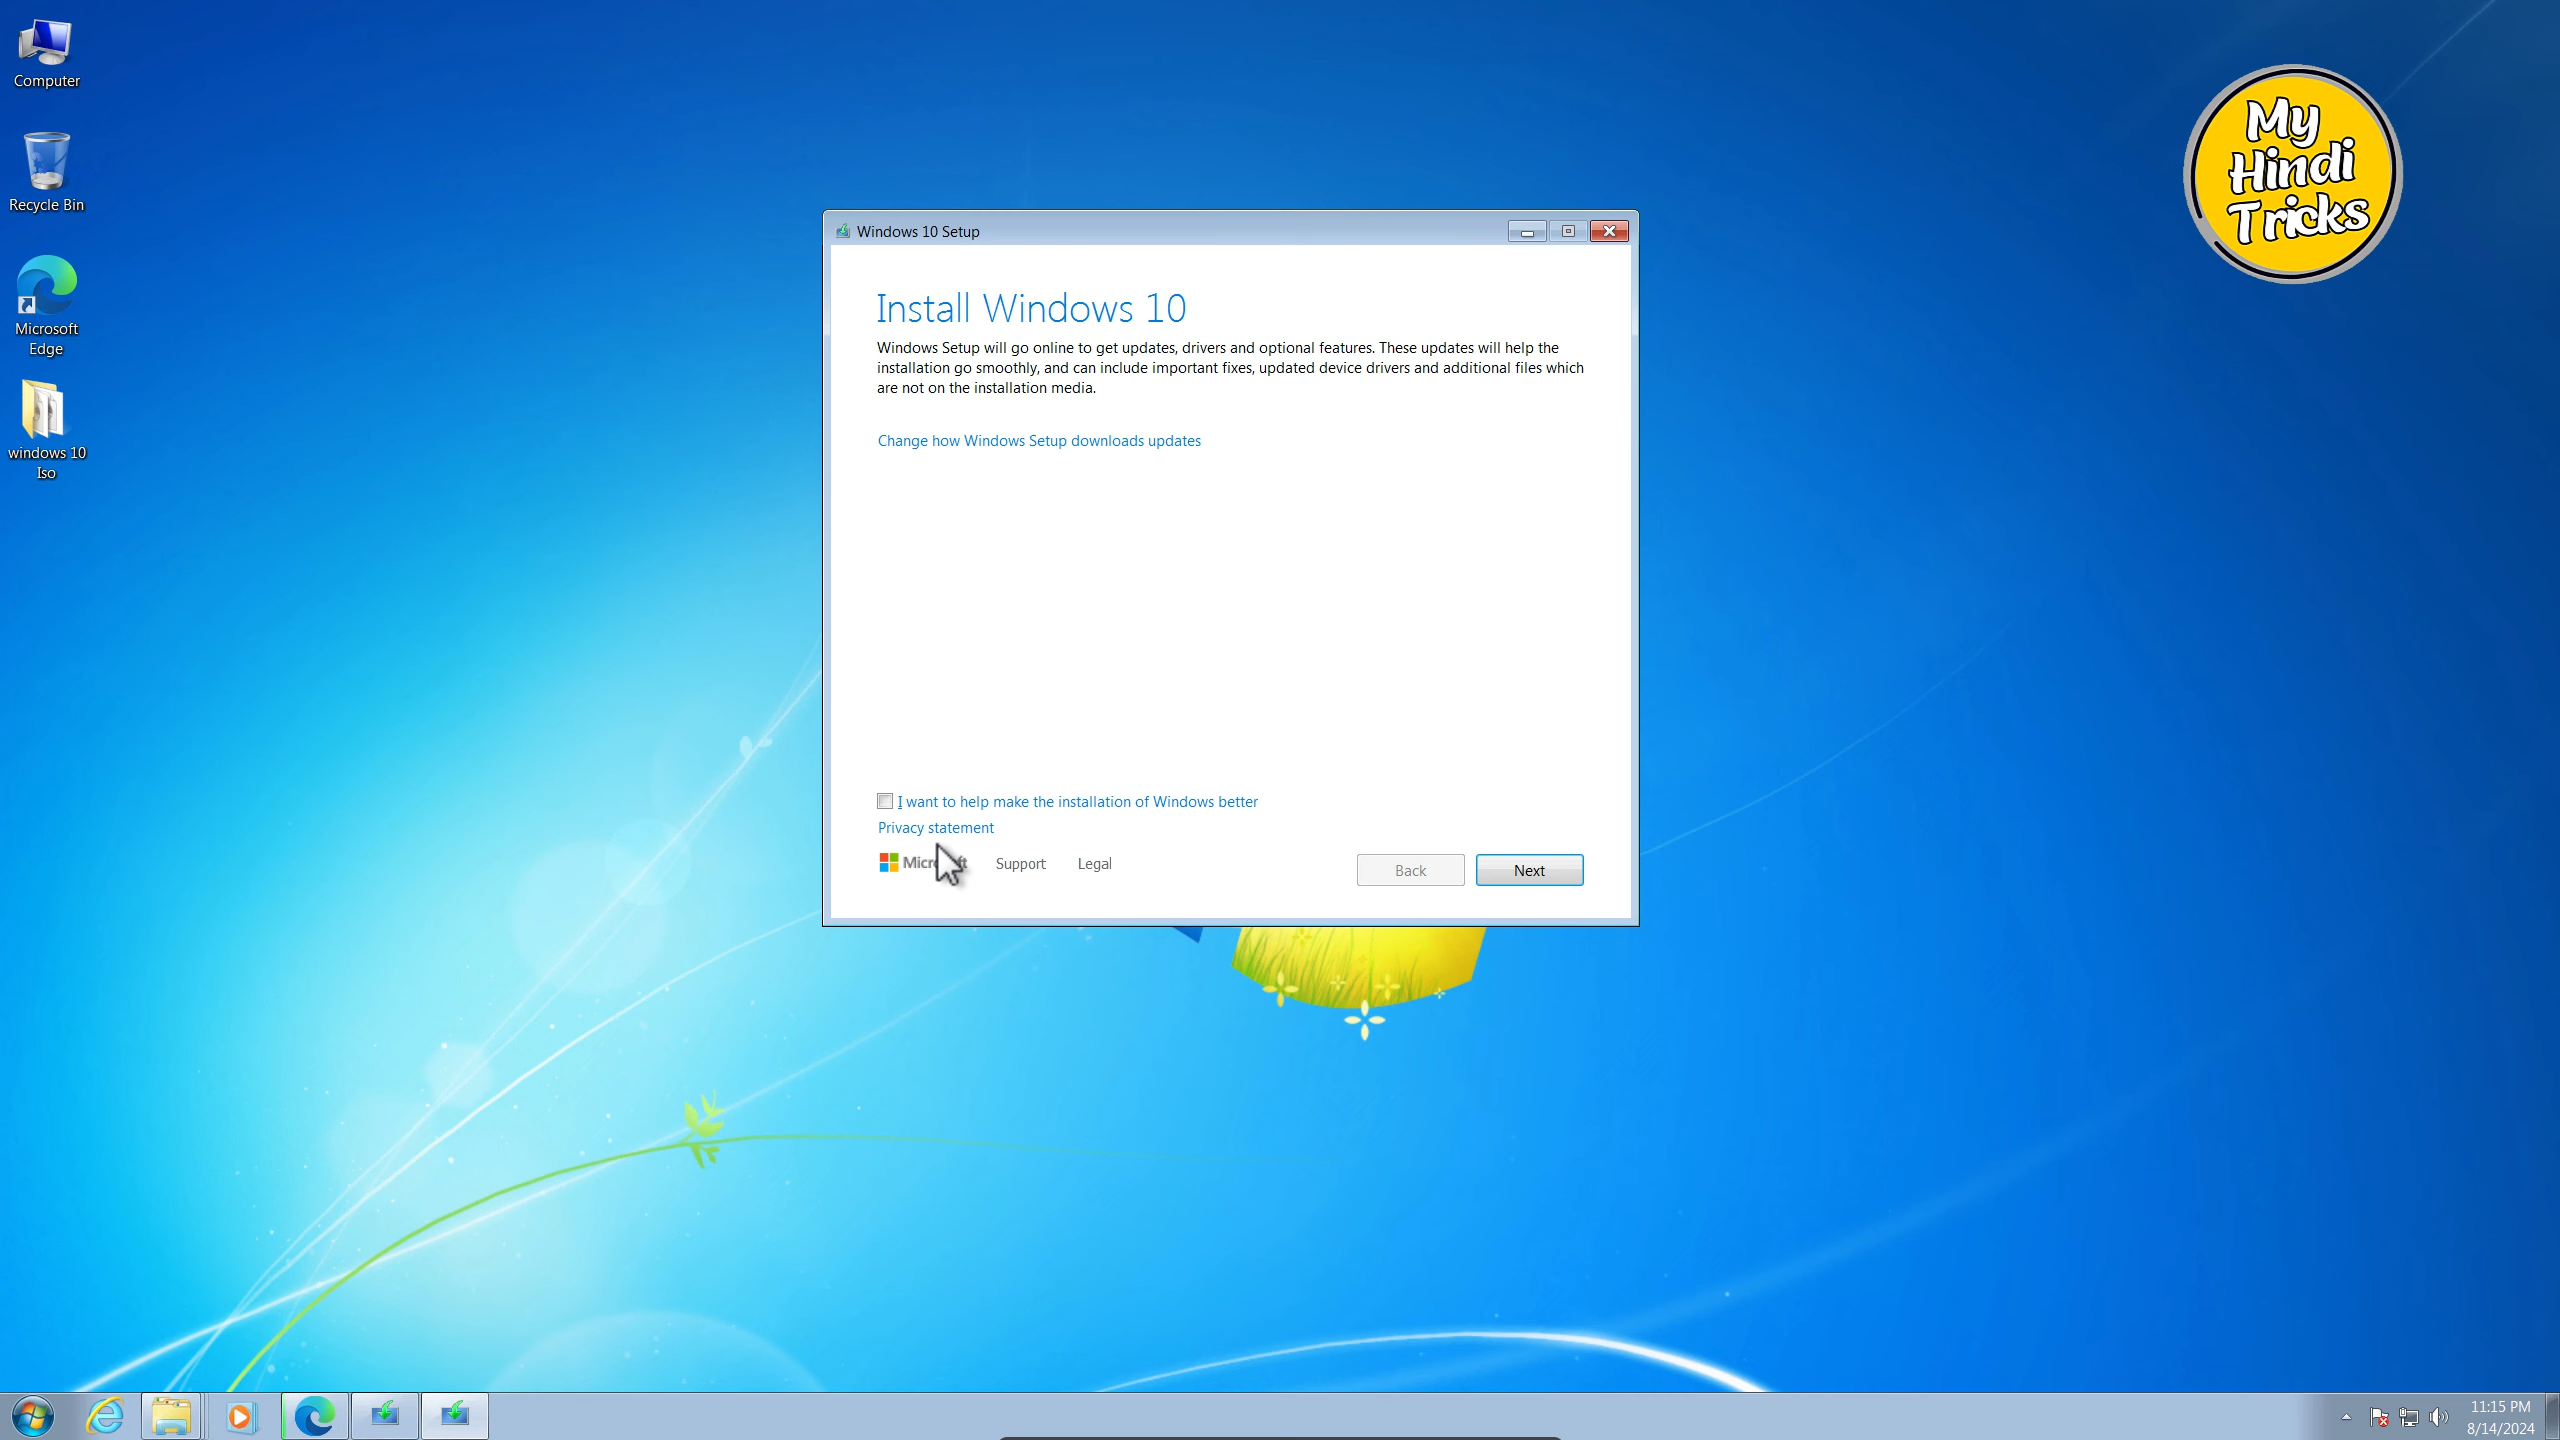 Computer
Recycle Bin
Microsoft
Edge
windows 10
Iso
My
Hindi
Tricks
Windows 10 Setup
Install Windows 10
Windows Setup will go online to get updates, drivers and optional features. These updates will help the
installation go smoothly, and can include important fixes, updated device drivers and additional files which
are not on the installation media.
Change how Windows Setup downloads updates
I want to help make the installation of Windows better
Privacy statement
Support
Legal
Back
Next
11:15 PM
8/14/2024